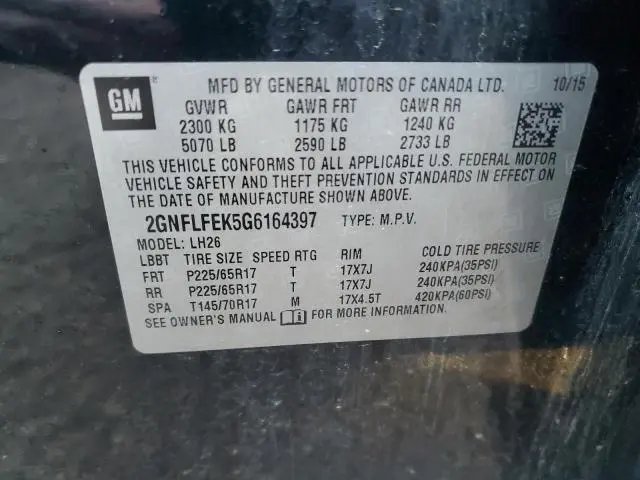 GM
MFD BY GENERAL MOTORS OF CANADA LTD. 10/15
GVWR GAWR FRT GAWR RR
2300 KG 1175 KG 1240 KG
5070 LB 2590 LB 2733 LB
THIS VEHICLE CONFORMS TO ALL APPLICABLE U.S. FEDERAL MOTOR
VEHICLE SAFETY AND THEFT PREVENTION STANDARDS IN EFFECT ON
THE DATE OF MANUFACTURE SHOWN ABOVE.
2GNFLFEK5G6164397 TYPE: M.P.V.
MODEL: LH26
LBBT TIRE SIZE SPEED RTG RIM COLD TIRE PRESSURE
FRT P225/65R17 T 17X7J 240KPA(35PSI)
RR P225/65R17 T 17X7J 240KPA(35PSI)
SPA T145/70R17 M 17X4.5T 420KPA(60PSI)
SEE OWNER'S MANUAL FOR MORE INFORMATION.